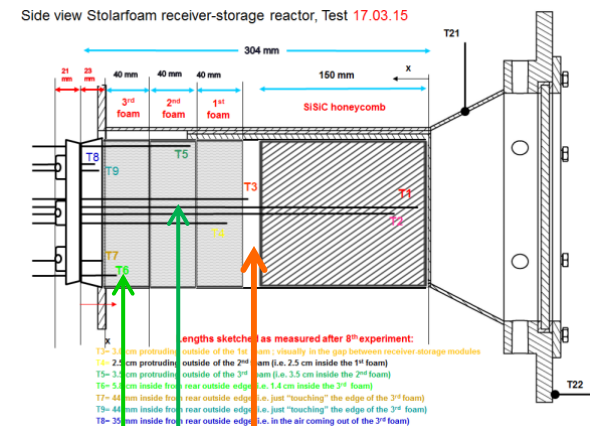 Side view Stolarfoam receiver-storage reactor, Test 17.03.15
T21
304 mm
21 mm
23 mm
40 mm
40 mm
40 mm
150 mm
x
3rd foam
2nd foam
1st foam
SiSiC honeycomb
T8
T9
T5
T3
T1
T2
T4
T7
T6
x
engths sketched as measured after 8th experiment:
T3= 3. cm protruding outside of the 1st oam ; visually in the gap between receiver-storage modules
T4= 2.5 cm protruding outside of the 2nd oam (i.e. 2.5 cm inside the 1st foam)
T5= 3.5 cm protruding outside of the 3rd oam (i.e. 3.5 cm inside the 2nd foam)
T6= 5. cm inside from rear outside edge i.e. 1.4 cm inside the 3rd foam)
T7= 44 mm inside from rear outside edge i.e. just "touching" the edge of the 3rd foam)
T9= 44 mm inside from rear outside edge i.e. just "touching" the edge of the 3rd foam)
T8= 35 mm inside from rear outside edge i.e. in the air coming out of the 3rd foam)
T22